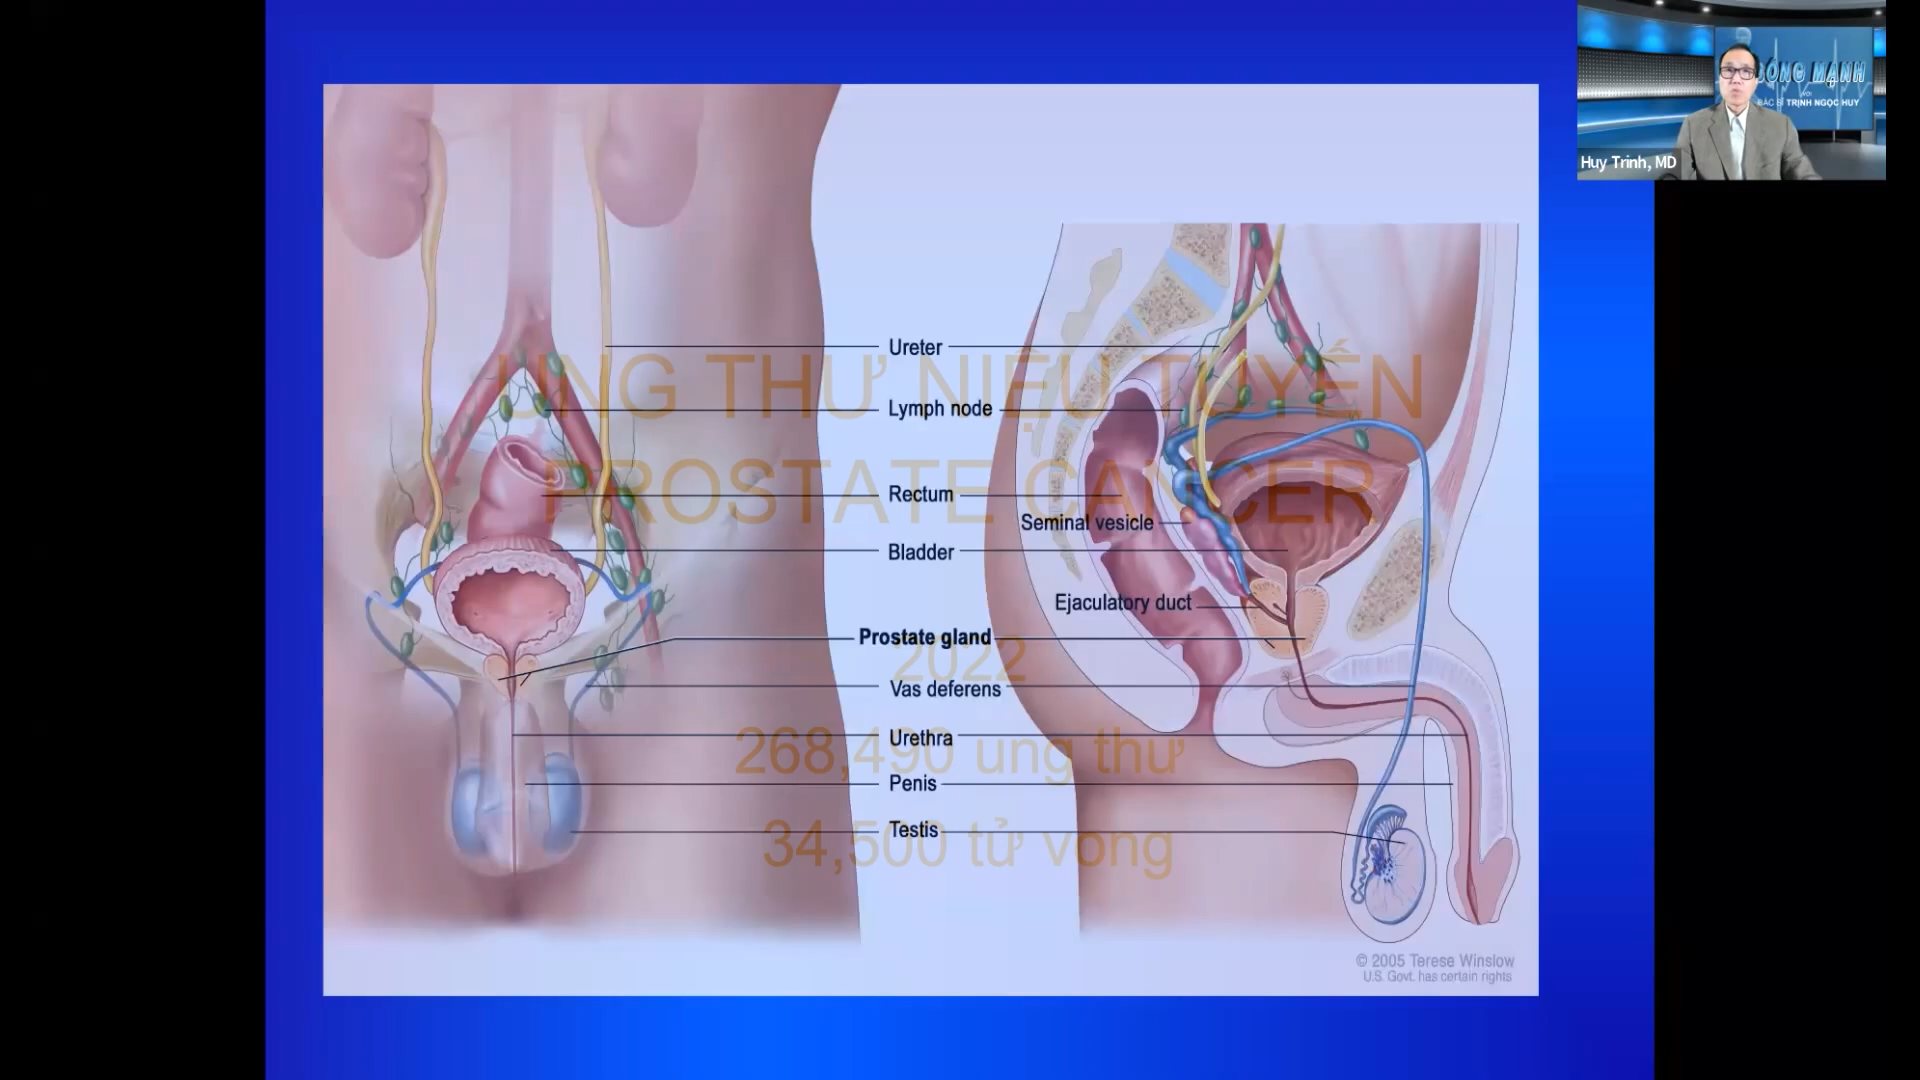 SỐNG MẠNH
VỚI
BÁC SĨ TRỊNH NGỌC HUY
Huy Trinh, MD
Ureter
UNG THƯ NIỆU TUYẾN
Lymph node
PROSTATE CANCER
Rectum
Seminal vesicle
Bladder
Ejaculatory duct
Prostate gland
2022
Vas deferens
Urethra
268,490 ung thư
Penis
Testis
34,500 tử vong
© 2005 Terese Winslow
U.S. Govt. has certain rights